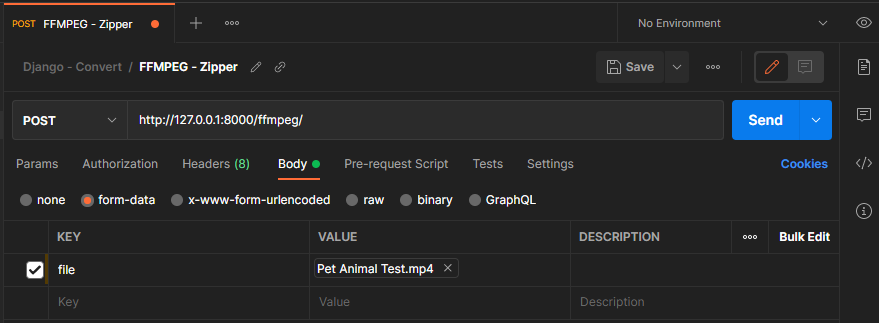 POST FFMPEG - Zipper No Environment
Django - Convert / FFMPEG - Zipper Save
POST http://127.0.0.1:8000/ffmpeg/ Send
Params Authorization Headers (8) Body Pre-request Script Tests Settings Cookies
none form-data x-www-form-urlencoded raw binary GraphQL
KEY VALUE DESCRIPTION Bulk Edit
file Pet Animal Test.mp4
Key Value Description